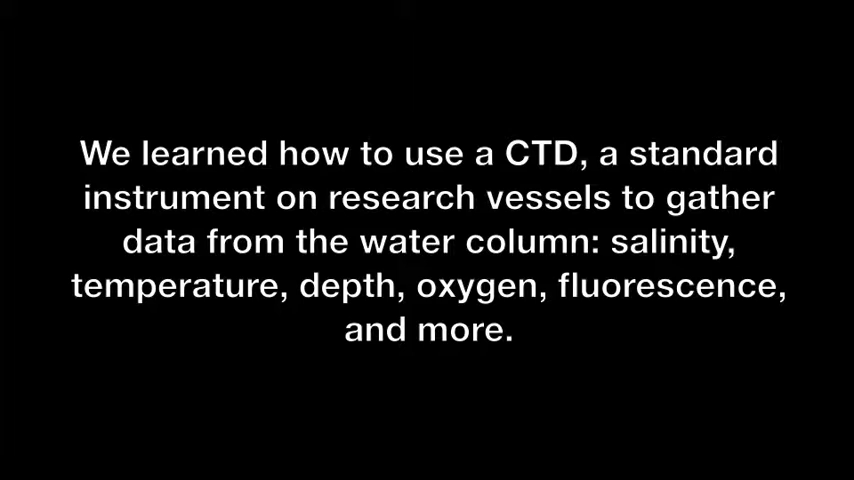 We learned how to use a CTD, a standard
instrument on research vessels to gather
data from the water column: salinity,
temperature, depth, oxygen, fluorescence,
and more.